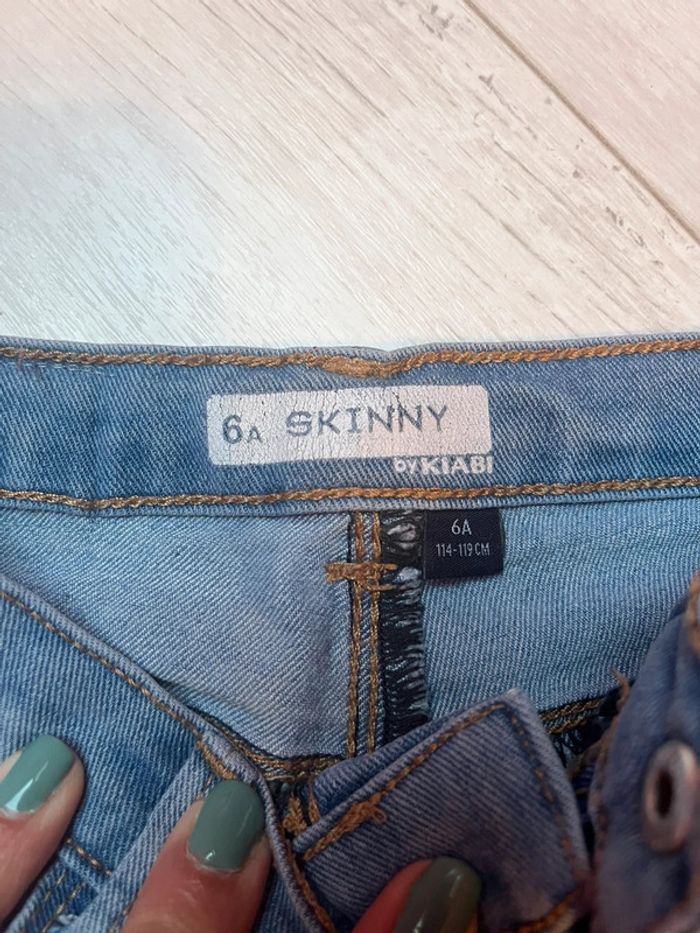 6A SKINNY
by KIABI
6A
114-119 CM